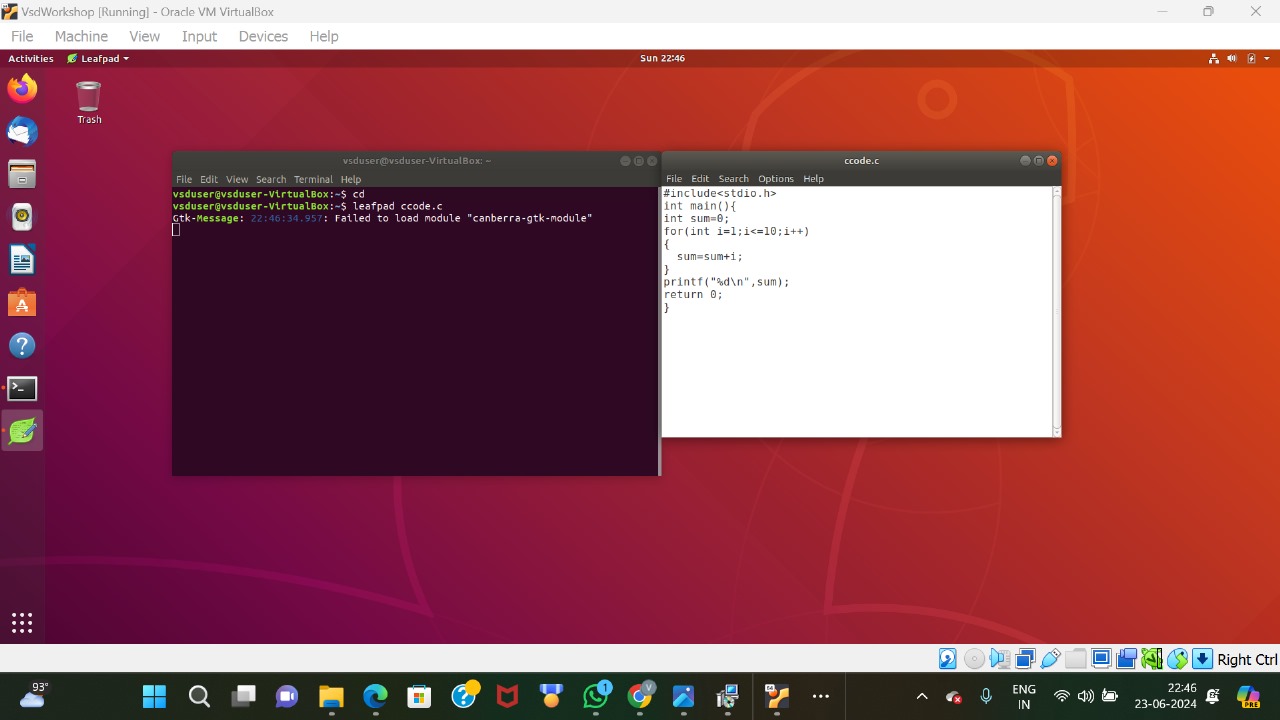 VsdWorkshop [Running] - Oracle VM VirtualBox
File Machine View Input Devices Help
Activities Leafpad Sun 22:46
Trash
vsduser@vsduser-VirtualBox: ~
File Edit View Search Terminal Help
vsduser@vsduser-VirtualBox:~$ cd
vsduser@vsduser-VirtualBox:~$ leafpad ccode.c
Gtk-Message: 22:46:34.957: Failed to load module "canberra-gtk-module"
ccode.c
File Edit Search Options Help
#include<stdio.h>
int main(){
int sum=0;
for(int i=1;i<=10;i++)
{
  sum=sum+i;
}
printf("%d\n",sum);
return 0;
}
Right Ctrl
93°
1
V
64
ENG
IN
22:46
23-06-2024
PRE